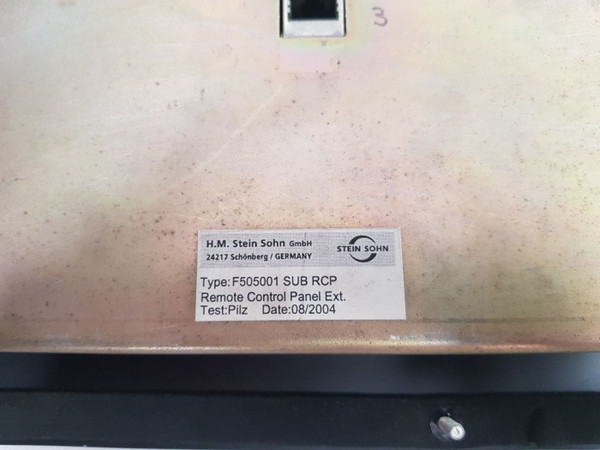 3
H.M. Stein Sohn GmbH
24217 Schönberg / GERMANY
STEIN SOHN
Type:F505001 SUB RCP
Remote Control Panel Ext.
Test:Pilz Date:08/2004